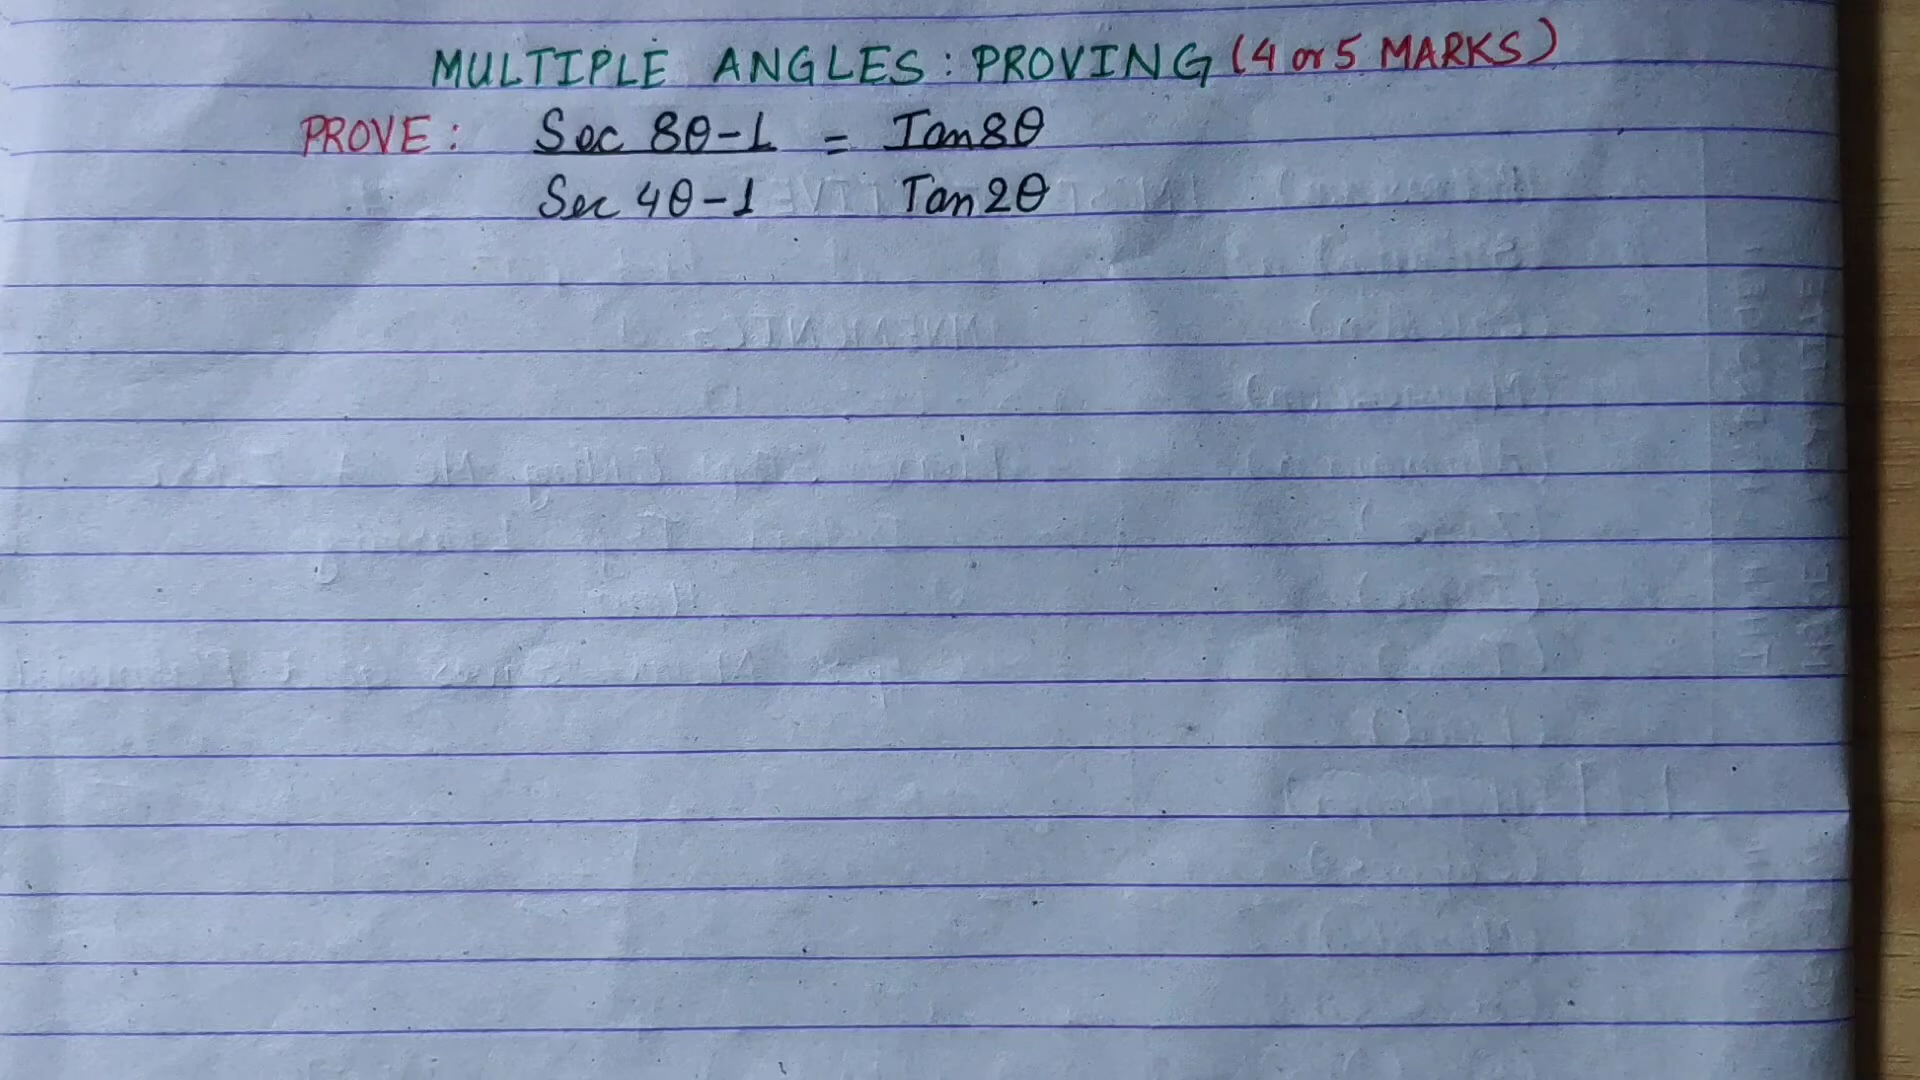 MULTIPLE ANGLES: PROVING (4 or 5 MARKS)
PROVE: Sec 8θ-1 = Tan8θ
Sec 4θ-1 Tan2θ